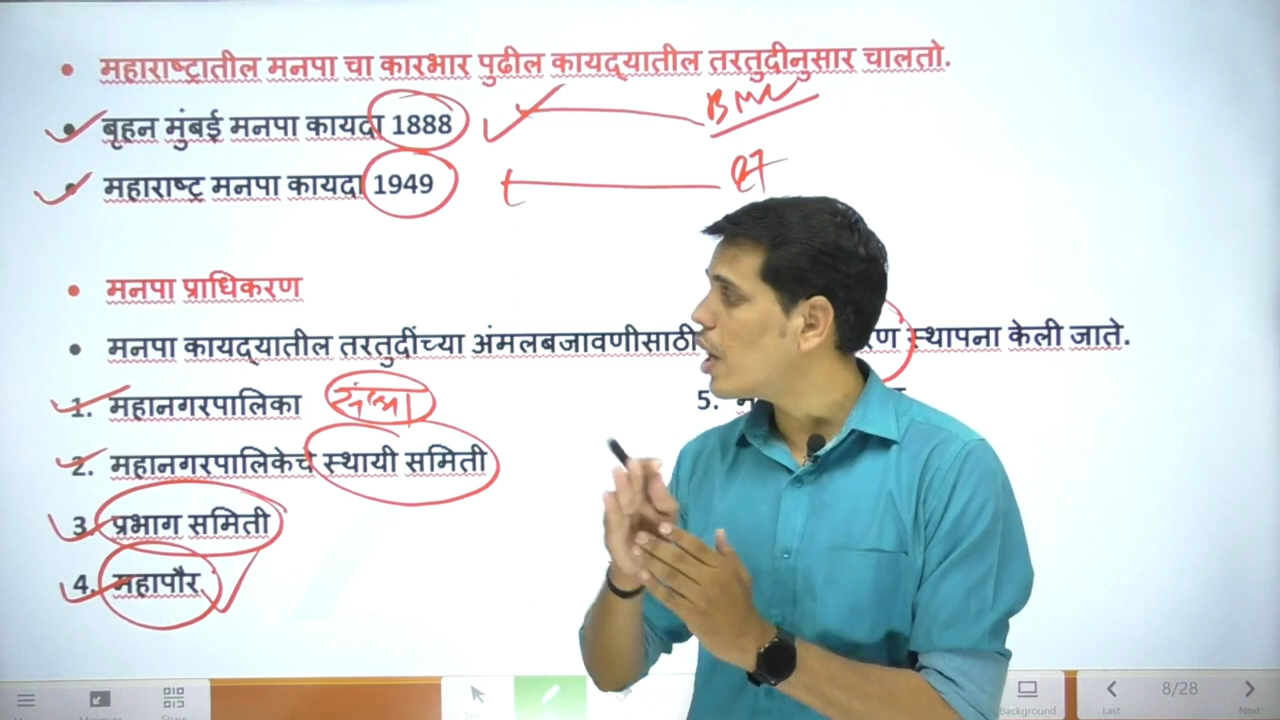 महाराष्ट्रातील मनपा चा कारभार पुढील कायद्यातील तरतुदीनुसार चालतो.
BMC
बृहन मुंबई मनपा कायदा 1888
महाराष्ट्र मनपा कायदा 1949
27
मनपा प्राधिकरण
मनपा कायद्यातील तरतुदींच्या अंमलबजावणीसाठी रण स्थापना केली जाते.
1. महानगरपालिका
5.
2. महानगरपालिकेचे स्थायी समिती
3. प्रभाग समिती
4. महापौर
Share
Background
Last
8/28
Next